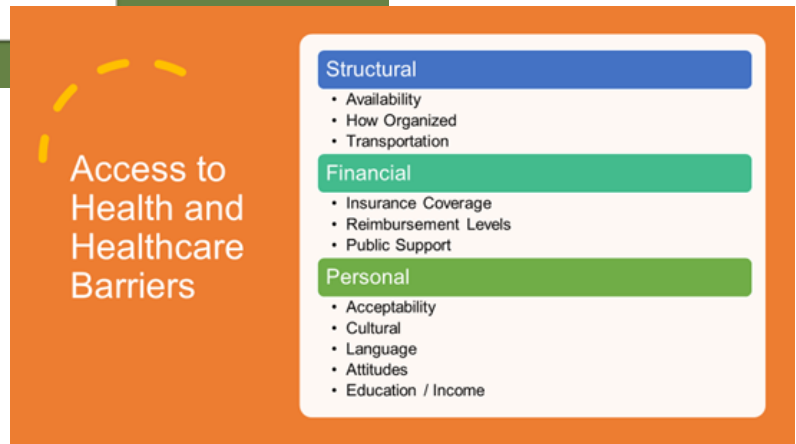 Access to
Health and
Healthcare
Barriers
Structural
• Availability
• How Organized
• Transportation
Financial
• Insurance Coverage
• Reimbursement Levels
• Public Support
Personal
• Acceptability
• Cultural
• Language
• Attitudes
• Education / Income